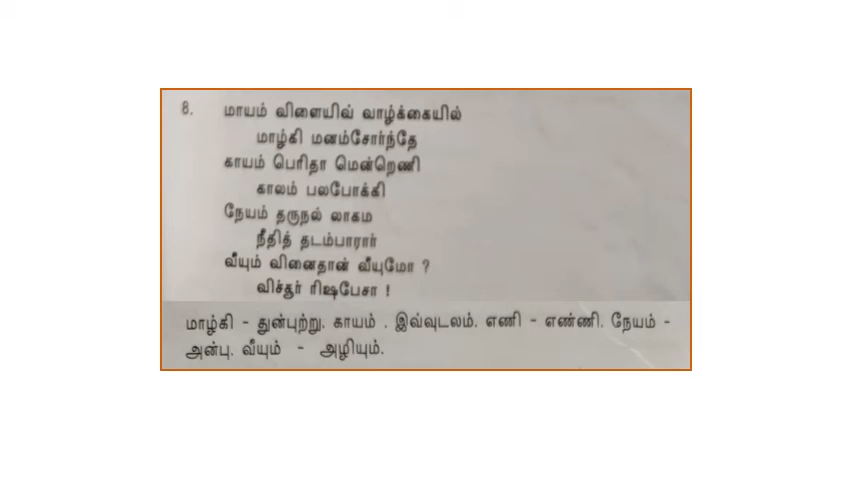 8. மாயம் விளையிவ் வாழ்க்கையில்
மாழ்கி மனம்சோர்ந்தே
காயம் பெரிதா மென்றெணி
காலம் பலபோக்கி
நேயம் தருநல் லாகம
நீதித் தடம்பாரார்
வீயும் வினைதான் வீயுமோ ?
விச்சூர் ரிஷபேசா !
மாழ்கி - துன்புற்று. காயம் . இவ்வுடலம். எணி - எண்ணி. நேயம் -
அன்பு. வீயும் - அழியும்.